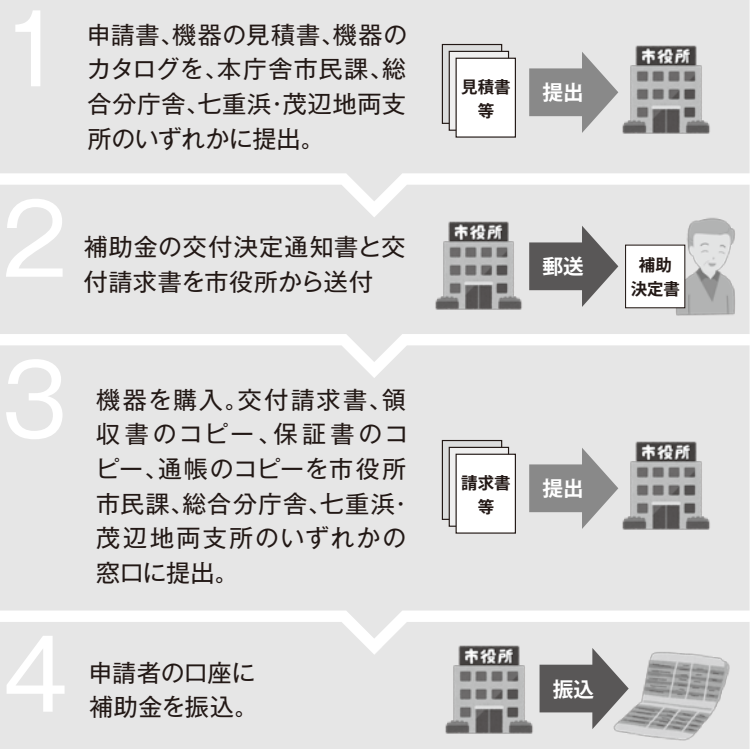 1
申請書、機器の見積書、機器の
カタログを、本庁舎市民課、総
合分庁舎、七重浜・茂辺地両支
所のいずれかに提出。
見積書
等
提出
市役所
2
補助金の交付決定通知書と交
付請求書を市役所から送付
市役所
郵送
補助
決定書
3
機器を購入。交付請求書、領
収書のコピー、保証書のコ
ピー、通帳のコピーを市役所
市民課、総合分庁舎、七重浜・
茂辺地両支所のいずれかの
窓口に提出。
請求書
等
提出
市役所
4
申請者の口座に
補助金を振込。
市役所
振込